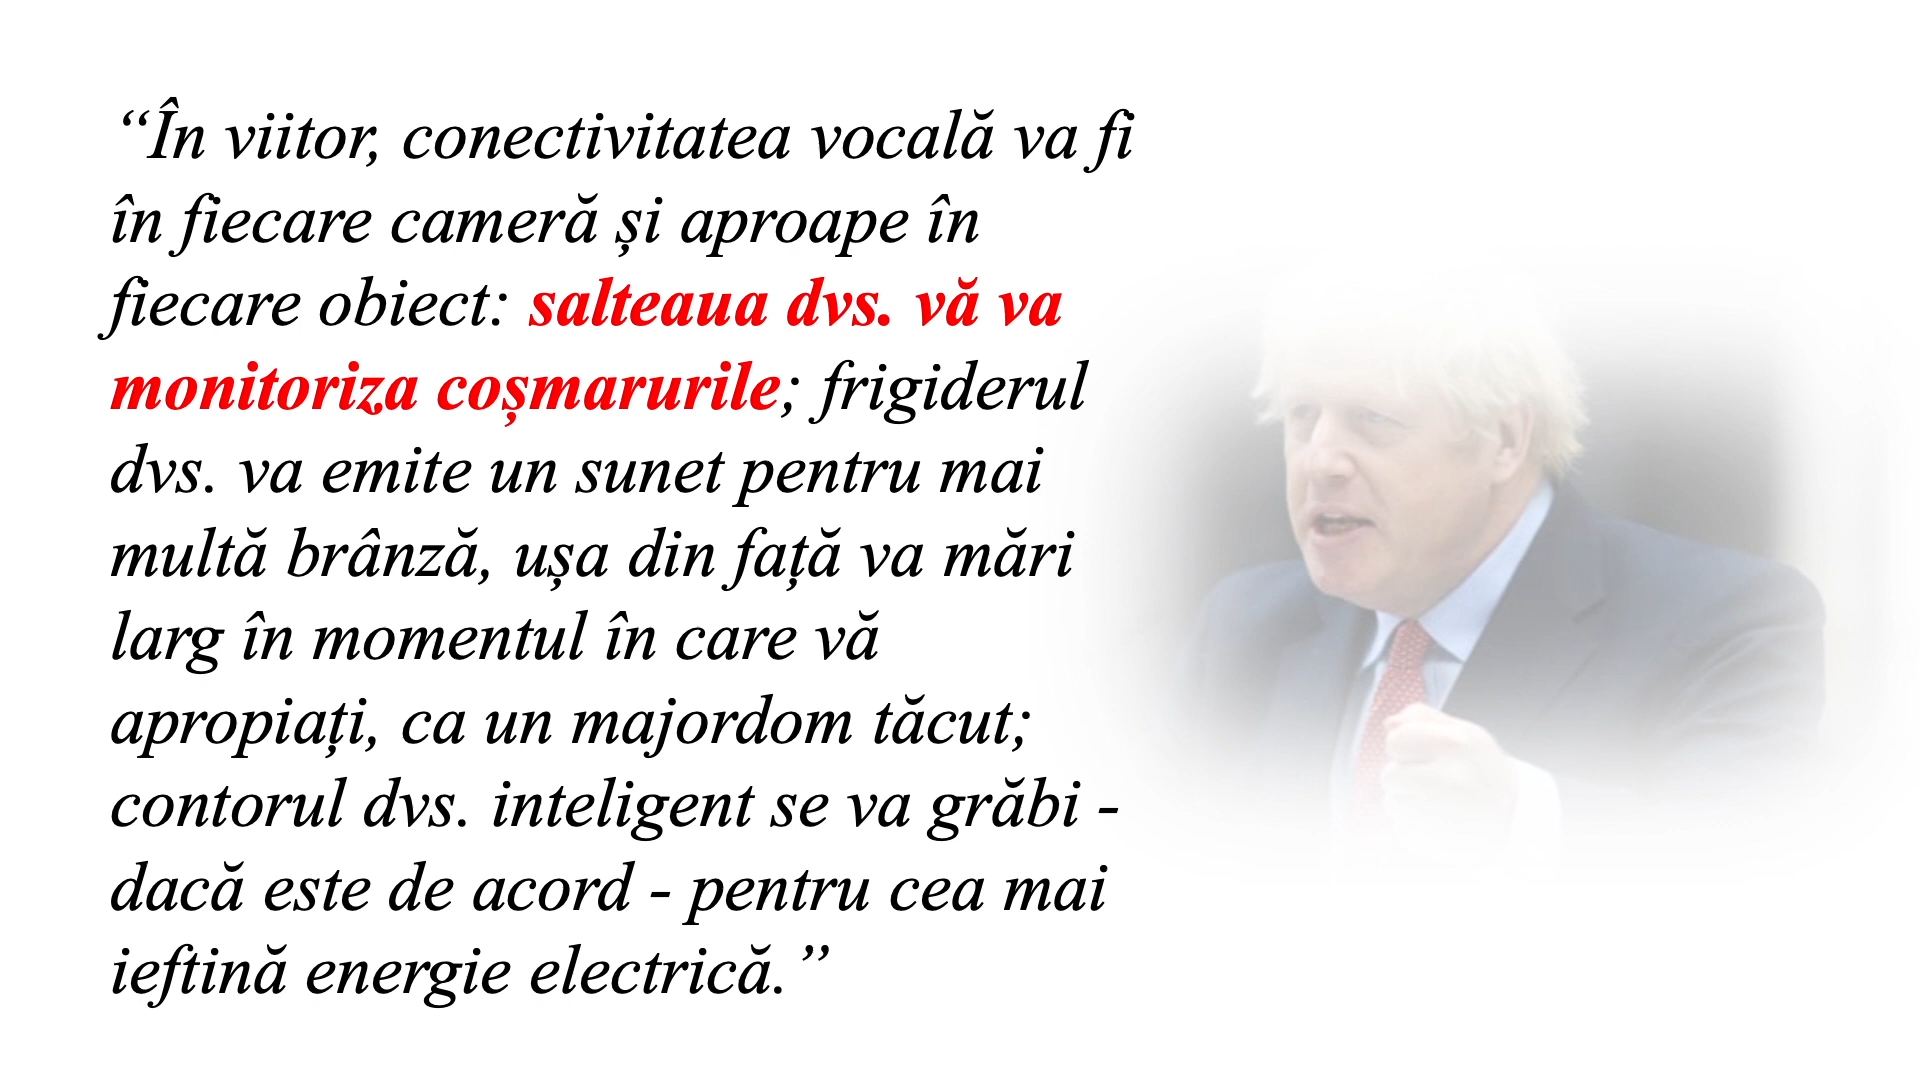 “În viitor, conectivitatea vocală va fi
în fiecare cameră și aproape în
fiecare obiect: salteaua dvs. vă va
monitoriza coșmarurile; frigiderul
dvs. va emite un sunet pentru mai
multă brânză, ușa din față va mări
larg în momentul în care vă
apropiați, ca un majordom tăcut;
contorul dvs. inteligent se va grăbi -
dacă este de acord - pentru cea mai
ieftină energie electrică.”